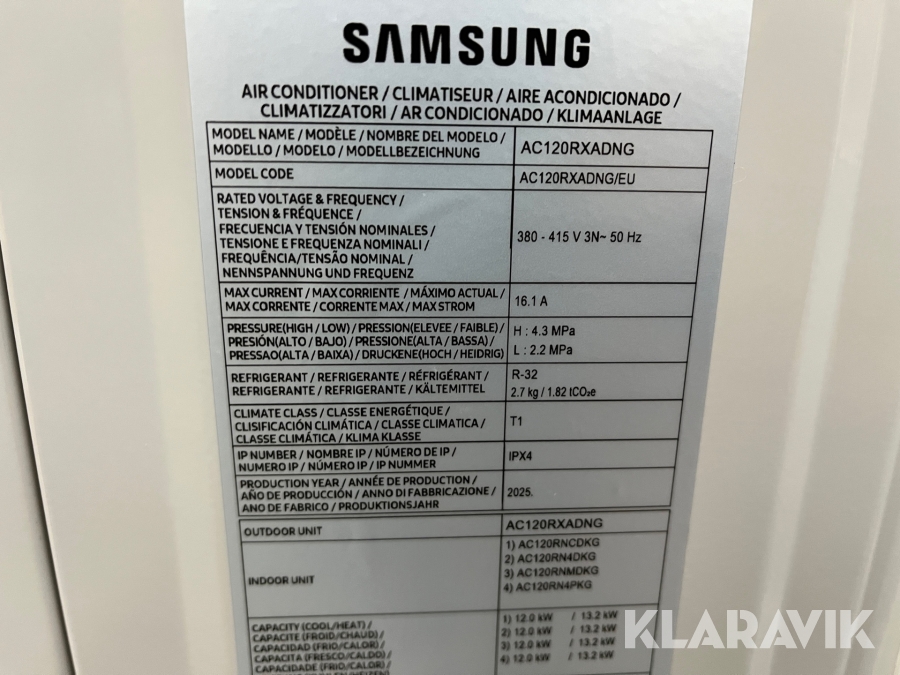 SAMSUNG
AIR CONDITIONER / CLIMATISEUR / AIRE ACONDICIONADO /
CLIMATIZZATORI / AR CONDICIONADO / KLIMAANLAGE
MODEL NAME / MODÈLE / NOMBRE DEL MODELO /
MODELLO / MODELO / MODELLBEZEICHNUNG
AC120RXADNG
MODEL CODE
AC120RXADNG/EU
RATED VOLTAGE & FREQUENCY /
TENSION & FRÉQUENCE /
FRECUENCIA Y TENSIÓN NOMINALES /
TENSIONE E FREQUENZA NOMINALI /
FREQUÊNCIA/TENSÃO NOMINAL /
NENNSPANNUNG UND FREQUENZ
380 - 415 V 3N~ 50 Hz
MAX CURRENT / MAX CORRIENTE / MÁXIMO ACTUAL /
MAX CORRENTE / CORRENTE MAX / MAX STROM
16.1 A
PRESSURE(HIGH / LOW) / PRESSION(ELEVEE / FAIBLE) /
PRESIÓN(ALTO / BAJO) / PRESSIONE(ALTA / BASSA) /
PRESSAO(ALTA / BAIXA) / DRUCKENE(HOCH / HEIDRIG)
H : 4.3 MPa
L : 2.2 MPa
REFRIGERANT / REFRIGERANTE / RÉFRIGÉRANT /
REFRIGERANTE / REFRIGERANTE / KÄLTEMITTEL
R-32
2.7 kg / 1.82 tCO₂e
CLIMATE CLASS / CLASSE ENERGÉTIQUE /
CLISIFICACIÓN CLIMÁTICA / CLASSE CLIMATICA /
CLASSE CLIMÁTICA / KLIMA KLASSE
T1
IP NUMBER / NOMBRE IP / NÚMERO DE IP /
NUMERO IP / NÚMERO IP / IP NUMMER
IPX4
PRODUCTION YEAR / ANNÉE DE PRODUCTION /
AÑO DE PRODUCCIÓN / ANNO DI FABBRICAZIONE /
ANO DE FABRICO / PRODUKTIONSJAHR
2025.
OUTDOOR UNIT
AC120RXADNG
INDOOR UNIT
1) AC120RNCDKG
2) AC120RN4DKG
3) AC120RNMDKG
4) AC120RN4PKG
CAPACITY (COOL/HEAT) /
CAPACITE (FROID/CHAUD) /
CAPACIDAD (FRIO/CALOR) /
CAPACITA (FRESCO/CALDO) /
CAPACIDADE (FRIO/CALOR) /
1) 12.0 kW / 13.2 kW
2) 12.0 kW / 13.2 kW
3) 12.0 kW / 13.2 kW
4) 12.0 kW / 13.2 kW
KLARAVIK